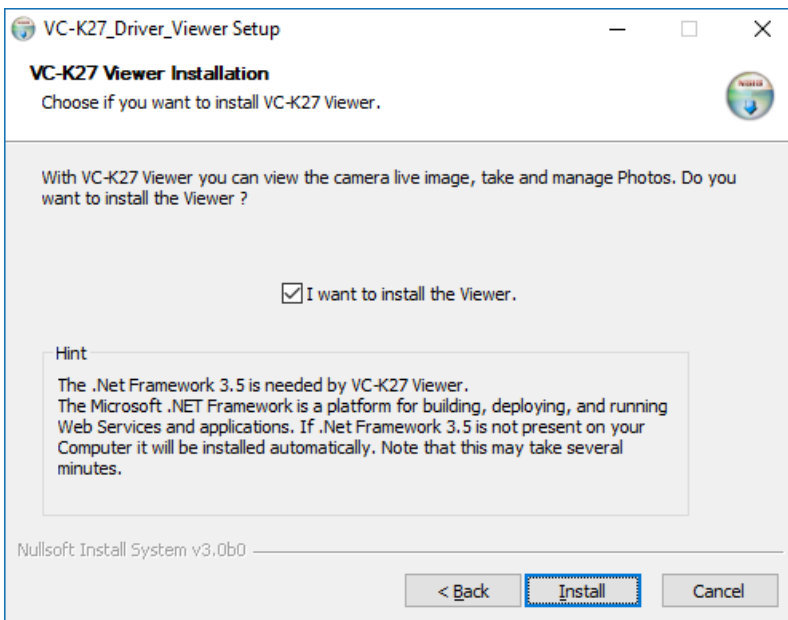 VC-K27_Driver_Viewer Setup
VC-K27 Viewer Installation
Choose if you want to install VC-K27 Viewer.
With VC-K27 Viewer you can view the camera live image, take and manage Photos. Do you
want to install the Viewer ?
I want to install the Viewer.
Hint
The .Net Framework 3.5 is needed by VC-K27 Viewer.
The Microsoft .NET Framework is a platform for building, deploying, and running
Web Services and applications. If .Net Framework 3.5 is not present on your
Computer it will be installed automatically. Note that this may take several
minutes.
Nullsoft Install System v3.0b0
< Back Install Cancel